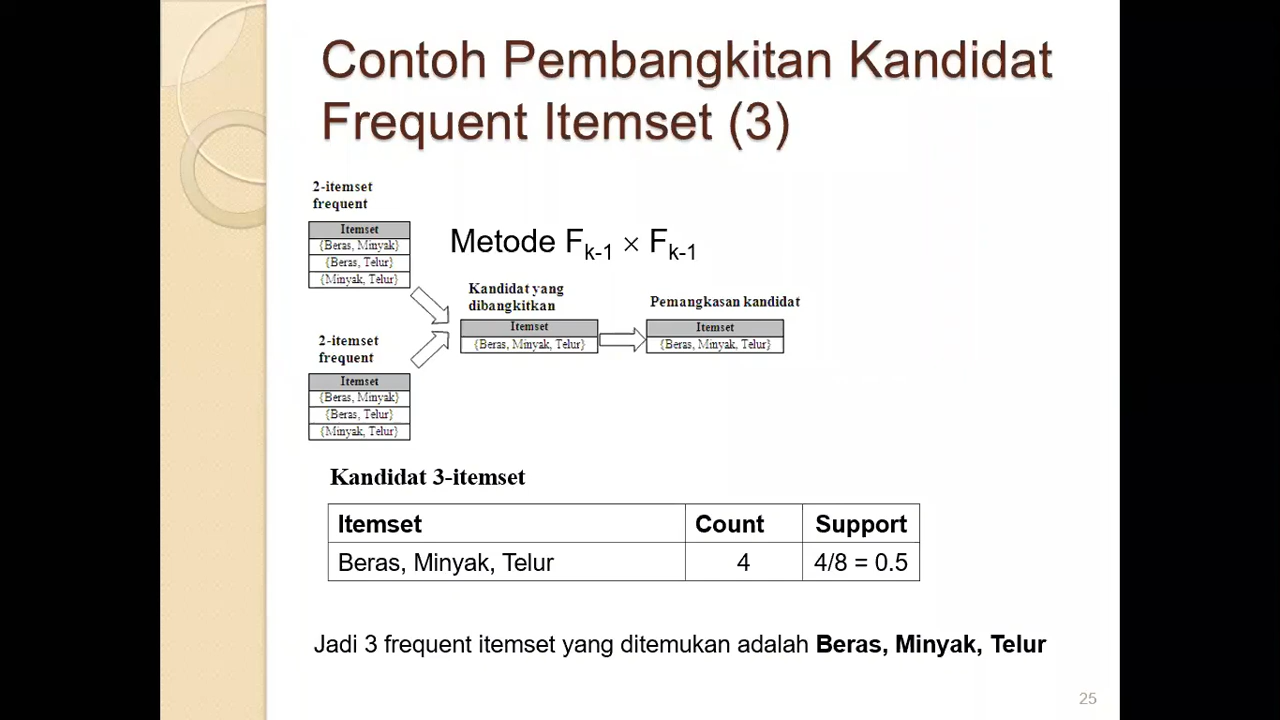 Contoh Pembangkitan Kandidat
Frequent Itemset (3)
2-itemset
frequent
Itemset
{Beras, Minyak}
{Beras, Telur}
{Minyak, Telur}
Metode Fk-1 × Fk-1
Kandidat yang
dibangkitkan
Itemset
{Beras, Minyak, Telur}
Pemangkasan kandidat
Itemset
{Beras, Minyak, Telur}
2-itemset
frequent
Itemset
{Beras, Minyak}
{Beras, Telur}
{Minyak, Telur}
Kandidat 3-itemset
Itemset Count Support
Beras, Minyak, Telur 4 4/8 = 0.5
Jadi 3 frequent itemset yang ditemukan adalah Beras, Minyak, Telur
25